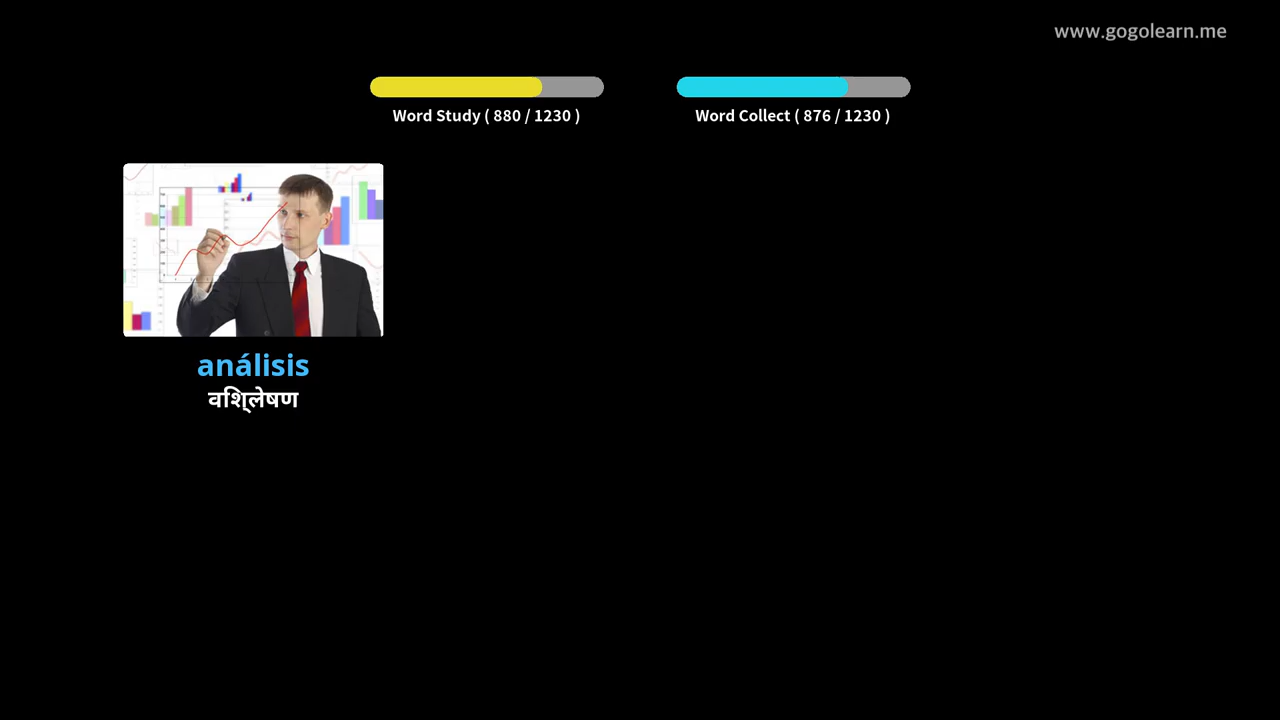 www.gogolearn.me
Word Study ( 880 / 1230 )
Word Collect ( 876 / 1230 )
análisis
विश्लेषण